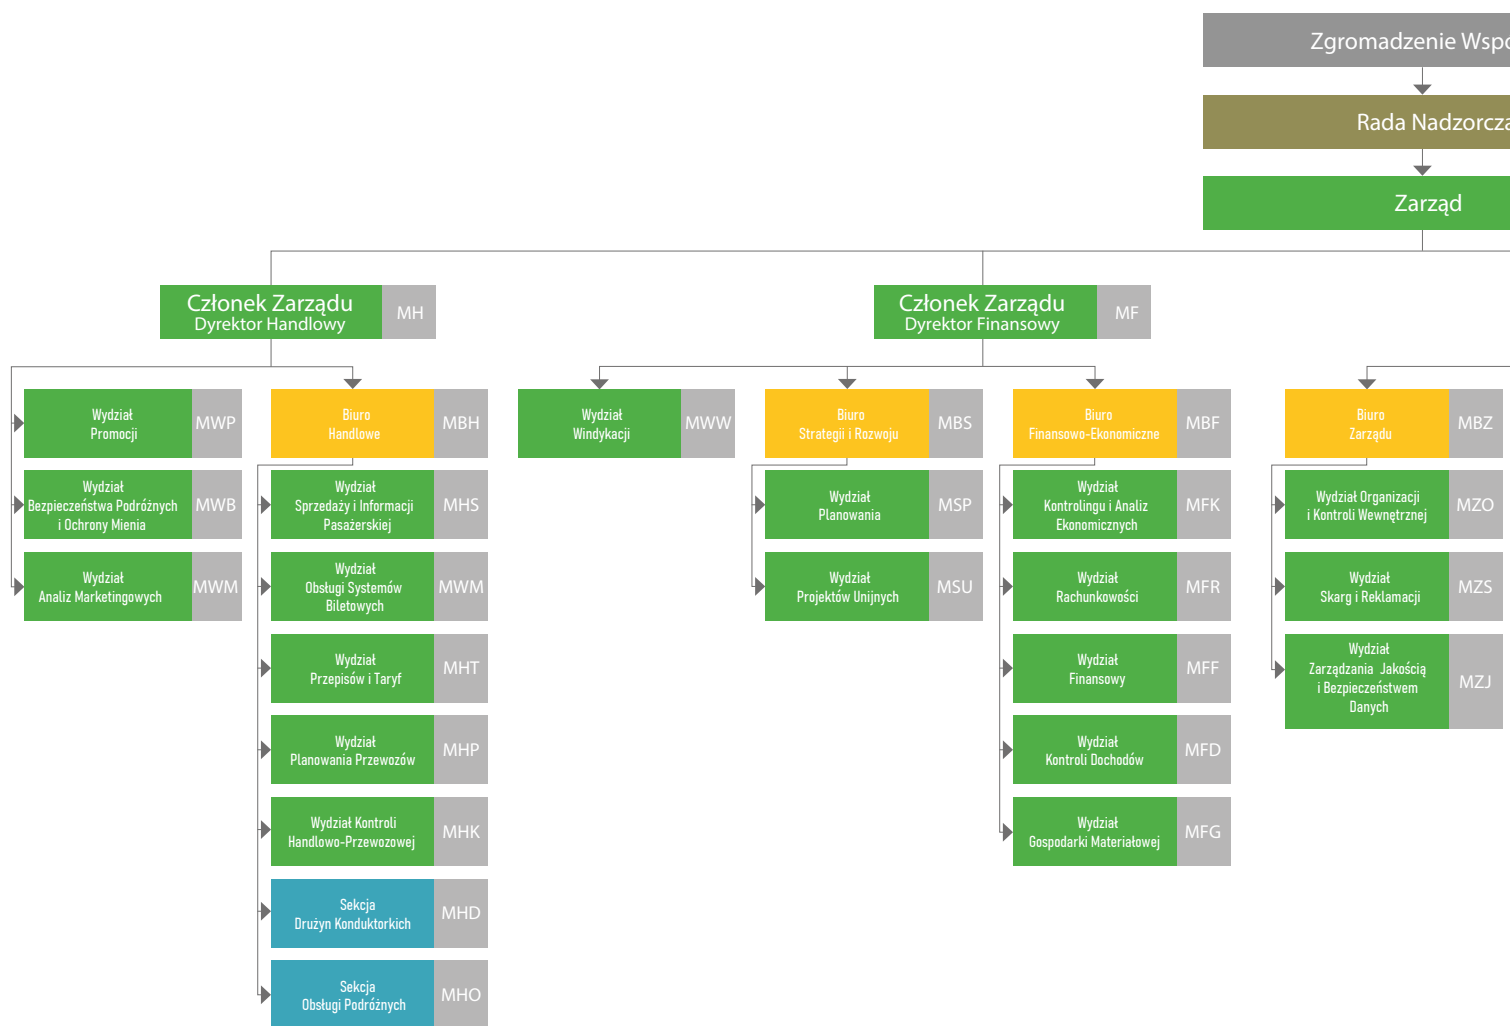 Zgromadzenie Wspó
Rada Nadzorcza
Zarząd
Członek Zarządu
Dyrektor Handlowy
MH
Członek Zarządu
Dyrektor Finansowy
MF
Wydział
Promocji
MWP
Wydział
Bezpieczeństwa Podróżnych
i Ochrony Mienia
MWB
Wydział
Analiz Marketingowych
MWM
Biuro
Handlowe
MBH
Wydział
Sprzedaży i Informacji
Pasażerskiej
MHS
Wydział
Obsługi Systemów
Biletowych
MWM
Wydział
Przepisów i Taryf
MHT
Wydział
Planowania Przewozów
MHP
Wydział Kontroli
Handlowo-Przewozowej
MHK
Sekcja
Drużyn Konduktorkich
MHD
Sekcja
Obsługi Podróżnych
MHO
Wydział
Windykacji
MWW
Biuro
Strategii i Rozwoju
MBS
Wydział
Planowania
MSP
Wydział
Projektów Unijnych
MSU
Biuro
Finansowo-Ekonomiczne
MBF
Wydział
Kontrolingu i Analiz
Ekonomicznych
MFK
Wydział
Rachunkowości
MFR
Wydział
Finansowy
MFF
Wydział
Kontroli Dochodów
MFD
Wydział
Gospodarki Materiałowej
MFG
Biuro
Zarządu
MBZ
Wydział Organizacji
i Kontroli Wewnętrznej
MZO
Wydział
Skarg i Reklamacji
MZS
Wydział
Zarządzania Jakością
i Bezpieczeństwem
Danych
MZJ